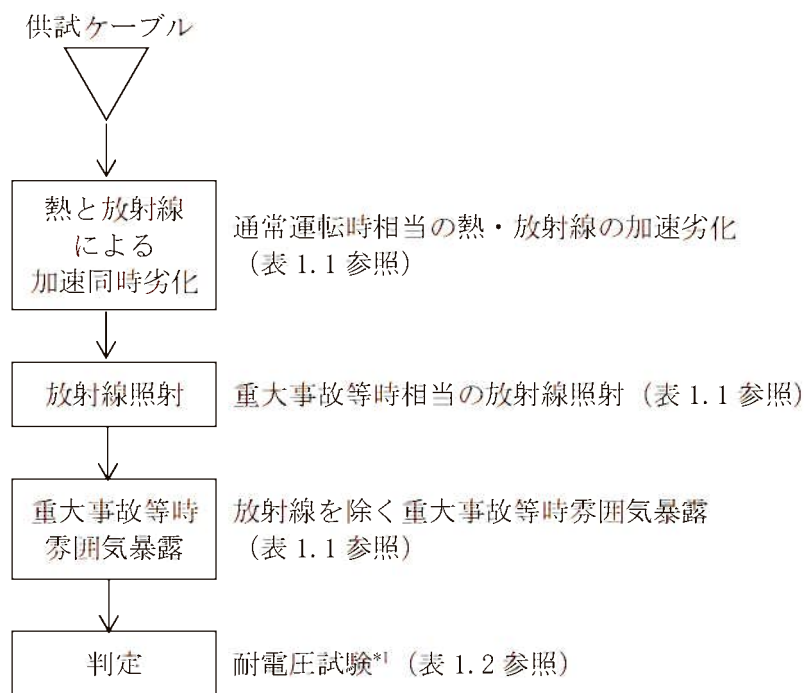 供試ケーブル
熱と放射線
による
加速同時劣化
通常運転時相当の熱・放射線の加速劣化
（表 1.1 参照）
放射線照射
重大事故等時相当の放射線照射（表 1.1 参照）
重大事故等時
雰囲気暴露
放射線を除く重大事故等時雰囲気暴露
（表 1.1 参照）
判定
耐電圧試験*1（表 1.2 参照）